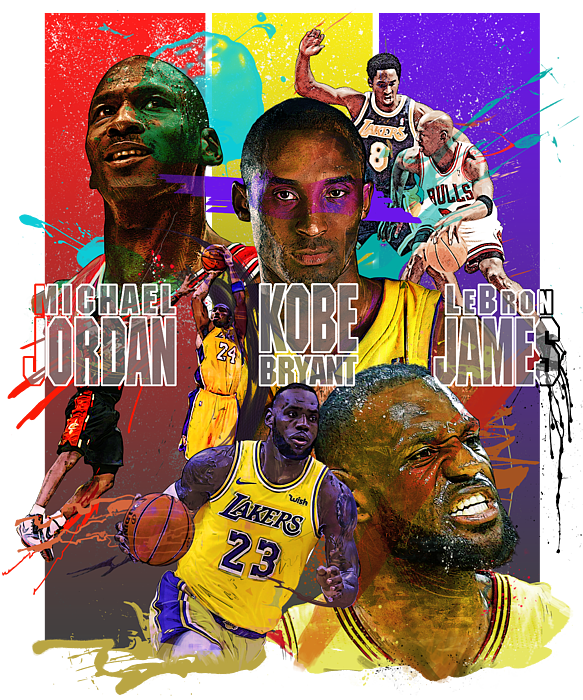 LAKERS
8
BULLS
MICHAEL
JORDAN
KOBE
BRYANT
LeBRON
JAMES
24
wish
LAKERS
23